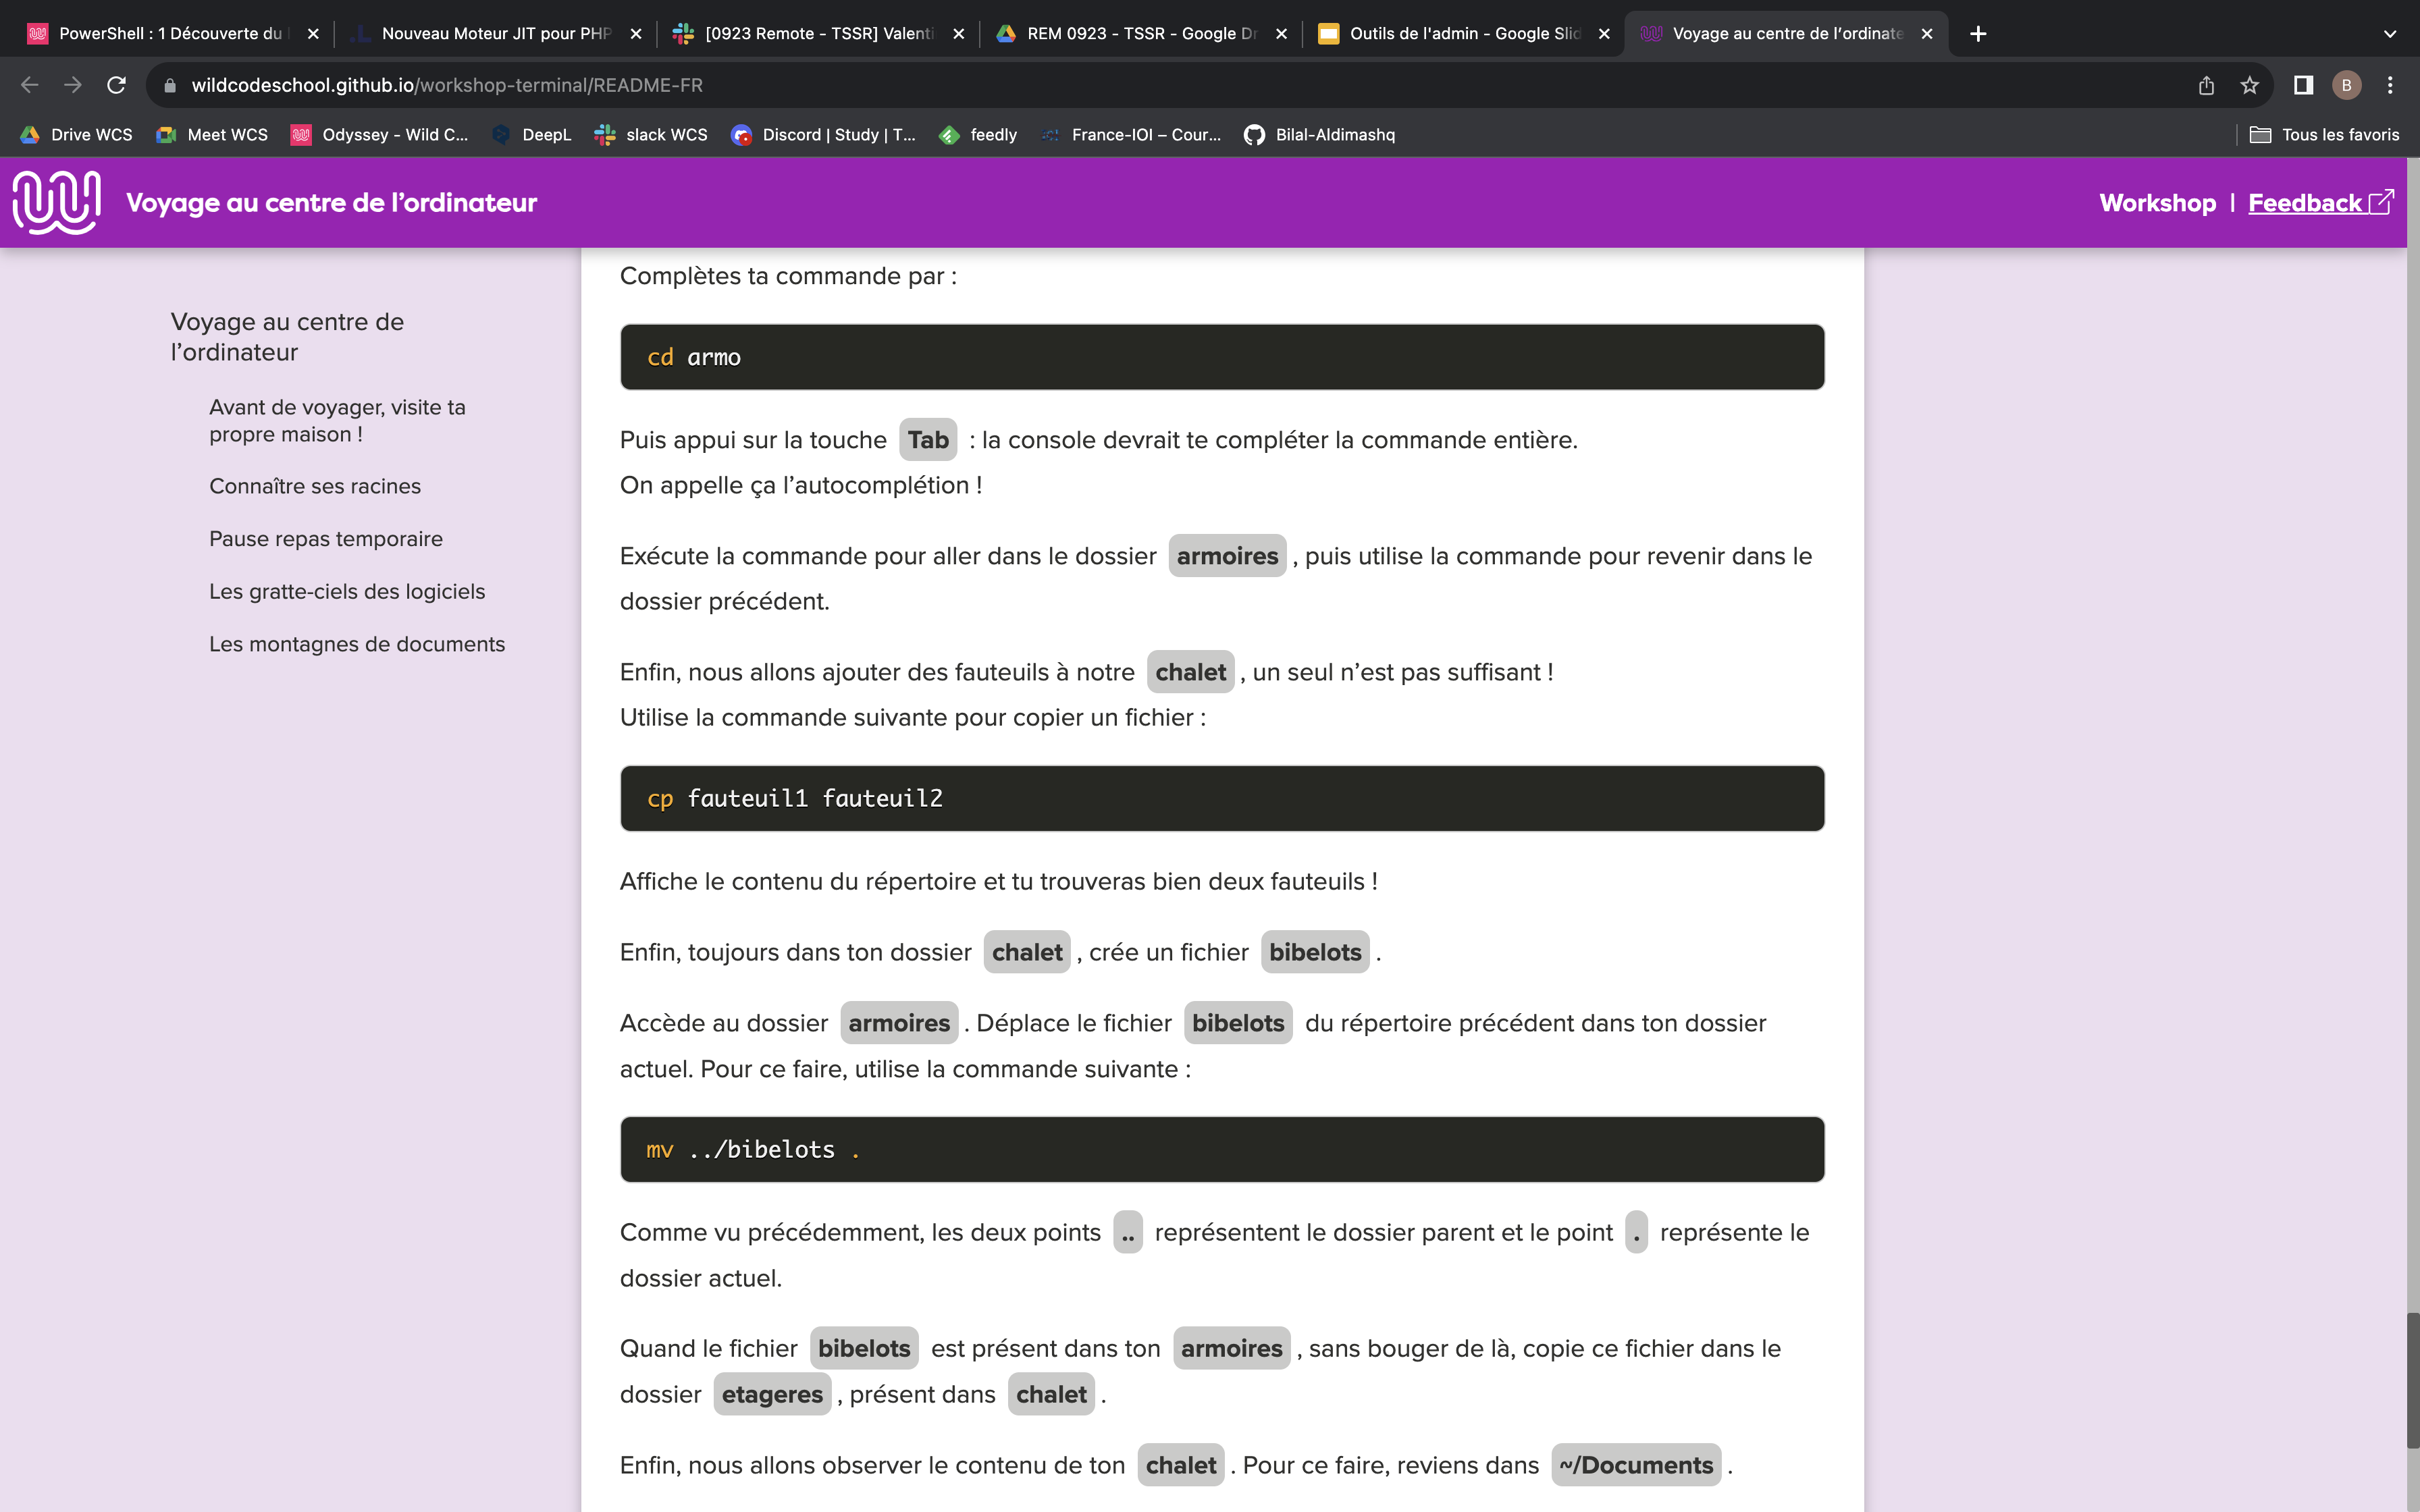 PowerShell : 1 Découverte du
Nouveau Moteur JIT pour PHP
[0923 Remote - TSSR] Valenti
REM 0923 - TSSR - Google Dr
Outils de l'admin - Google Slid
Voyage au centre de l'ordinate
wildcodeschool.github.io/workshop-terminal/README-FR
B
Drive WCS
Meet WCS
Odyssey - Wild C...
DeepL
slack WCS
Discord | Study | T...
feedly
France-IOI – Cour...
Bilal-Aldimashq
Tous les favoris
Voyage au centre de l’ordinateur
Workshop | Feedback
Voyage au centre de
l’ordinateur
Avant de voyager, visite ta
propre maison !
Connaître ses racines
Pause repas temporaire
Les gratte-ciels des logiciels
Les montagnes de documents
Complètes ta commande par :
cd armo
Puis appui sur la touche Tab : la console devrait te compléter la commande entière.
On appelle ça l’autocomplétion !
Exécute la commande pour aller dans le dossier armoires , puis utilise la commande pour revenir dans le
dossier précédent.
Enfin, nous allons ajouter des fauteuils à notre chalet , un seul n’est pas suffisant !
Utilise la commande suivante pour copier un fichier :
cp fauteuil1 fauteuil2
Affiche le contenu du répertoire et tu trouveras bien deux fauteuils !
Enfin, toujours dans ton dossier chalet , crée un fichier bibelots .
Accède au dossier armoires . Déplace le fichier bibelots du répertoire précédent dans ton dossier
actuel. Pour ce faire, utilise la commande suivante :
mv ../bibelots .
Comme vu précédemment, les deux points .. représentent le dossier parent et le point . représente le
dossier actuel.
Quand le fichier bibelots est présent dans ton armoires , sans bouger de là, copie ce fichier dans le
dossier etageres , présent dans chalet .
Enfin, nous allons observer le contenu de ton chalet . Pour ce faire, reviens dans ~/Documents .